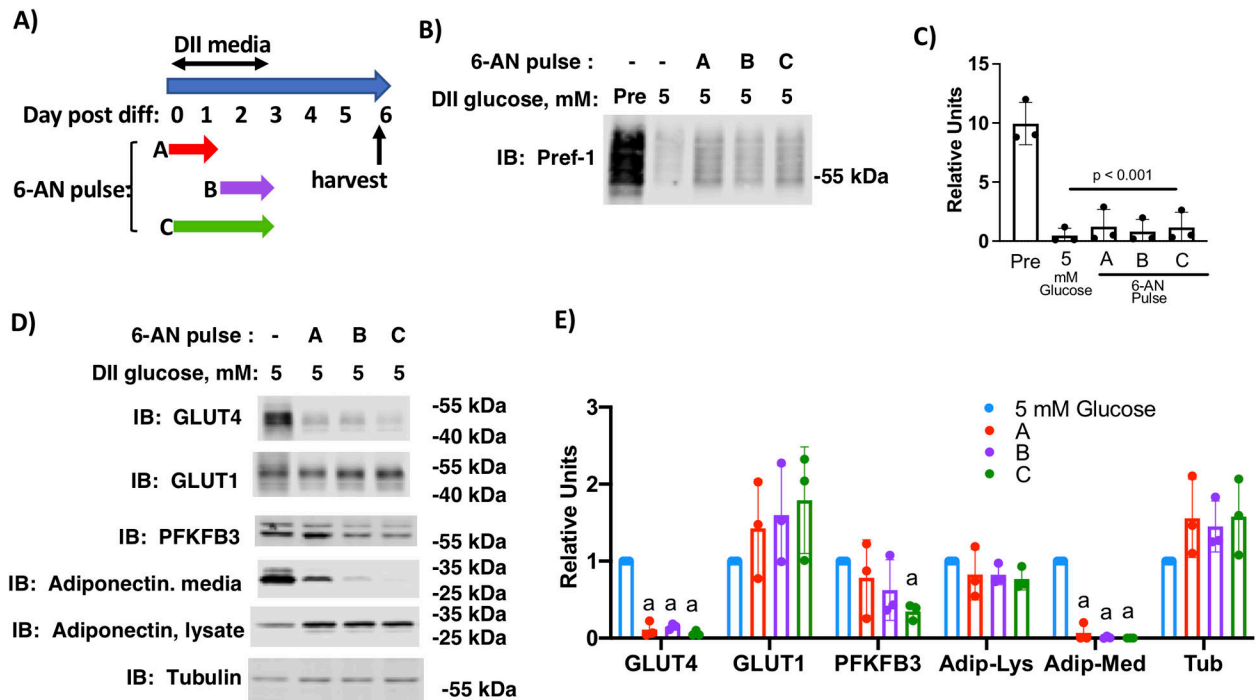 A)
DII media
Day post diff: 0 1 2 3 4 5 6
A
6-AN pulse:
B
harvest
C
B)
6-AN pulse : - - A B C
DII glucose, mM: Pre 5 5 5 5
IB: Pref-1
-55 kDa
C)
Relative Units
15
10
5
0
p < 0.001
Pre 5 A B C
mM
Glucose
6-AN
Pulse
D)
6-AN pulse : - A B C
DII glucose, mM: 5 5 5 5
IB: GLUT4
-55 kDa
-40 kDa
IB: GLUT1
-55 kDa
-40 kDa
IB: PFKFB3
-55 kDa
IB: Adiponectin. media
-35 kDa
-25 kDa
IB: Adiponectin, lysate
-35 kDa
-25 kDa
IB: Tubulin
-55 kDa
E)
Relative Units
3
2
1
0
5 mM Glucose
A
B
C
a a a
a
a a a
GLUT4 GLUT1 PFKFB3 Adip-Lys Adip-Med Tub